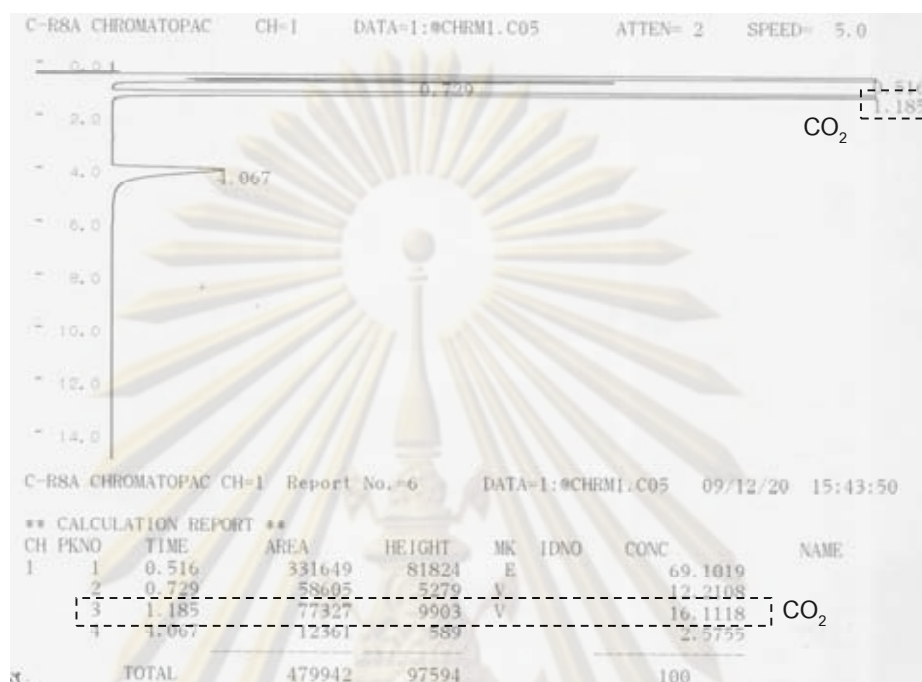 C-R8A CHROMATOPAC CH=1 DATA=1:@CHRM1.C05 ATTEN= 2 SPEED= 5.0
0.0
0.729
0.516
1.185
CO2
2.0
4.0
4.067
6.0
8.0
10.0
12.0
14.0
C-R8A CHROMATOPAC CH=1 Report No.=6 DATA=1:@CHRM1.C05 09/12/20 15:43:50
** CALCULATION REPORT **
CH PKNO TIME AREA HEIGHT MK IDNO CONC NAME
1 1 0.516 331649 81824 E 69.1019
2 0.729 58605 5279 V 12.2108
3 1.185 77327 9903 V 16.1118 CO2
4 4.067 12361 589 2.5755
TOTAL 479942 97594 100